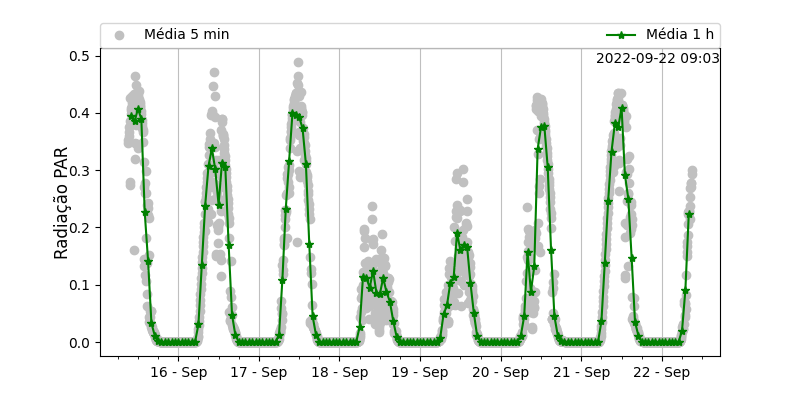 Média 5 min
Média 1 h
2022-09-22 09:03
Radiação PAR
0.5
0.4
0.3
0.2
0.1
0.0
16 - Sep
17 - Sep
18 - Sep
19 - Sep
20 - Sep
21 - Sep
22 - Sep